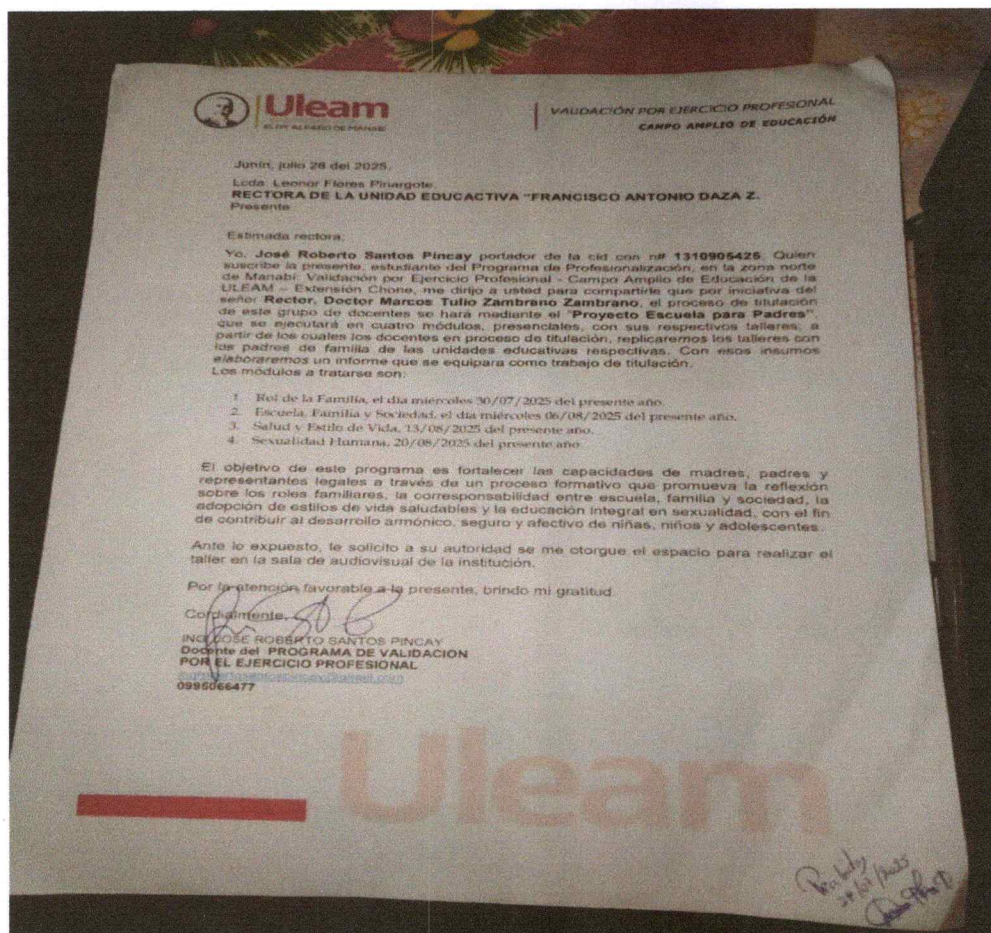 Uleam
ELOY ALFARO DE MANABÍ
VALIDACIÓN POR EJERCICIO PROFESIONAL
CAMPO AMPLIO DE EDUCACIÓN
Junín, julio 28 del 2025.
Lcda. Leonor Flores Pinargote.
RECTORA DE LA UNIDAD EDUCACTIVA "FRANCISCO ANTONIO DAZA Z.
Presente
Estimada rectora:
Yo, José Roberto Santos Pincay portador de la cid con n# 1310905425, Quien
suscribe la presente, estudiante del Programa de Profesionalización, en la zona norte
de Manabí: Validación por Ejercicio Profesional - Campo Amplio de Educación de la
ULEAM – Extensión Chone, me dirijo a usted para compartirle que por iniciativa del
señor Rector, Doctor Marcos Tulio Zambrano Zambrano, el proceso de titulación
de este grupo de docentes se hará mediante el "Proyecto Escuela para Padres",
que se ejecutará en cuatro módulos, presenciales, con sus respectivos talleres; a
partir de los cuales los docentes en proceso de titulación, replicaremos los talleres con
los padres de familia de las unidades educativas respectivas. Con esos insumos
elaboraremos un informe que se equipara como trabajo de titulación.
Los módulos a tratarse son:
1. Rol de la Familia, el día miércoles 30/07/2025 del presente año.
2. Escuela, Familia y Sociedad, el día miércoles 06/08/2025 del presente año.
3. Salud y Estilo de Vida, 13/08/2025 del presente año.
4. Sexualidad Humana, 20/08/2025 del presente año.
El objetivo de este programa es fortalecer las capacidades de madres, padres y
representantes legales a través de un proceso formativo que promueva la reflexión
sobre los roles familiares, la corresponsabilidad entre escuela, familia y sociedad, la
adopción de estilos de vida saludables y la educación integral en sexualidad, con el fin
de contribuir al desarrollo armónico, seguro y afectivo de niñas, niños y adolescentes.
Ante lo expuesto, le solicito a su autoridad se me otorgue el espacio para realizar el
taller en la sala de audiovisual de la institución.
Por la atención favorable a la presente, brindo mi gratitud.
Cordialmente,
ING. JOSE ROBERTO SANTOS PINCAY
Docente del PROGRAMA DE VALIDACION
POR EL EJERCICIO PROFESIONAL
0995066477
Uleam